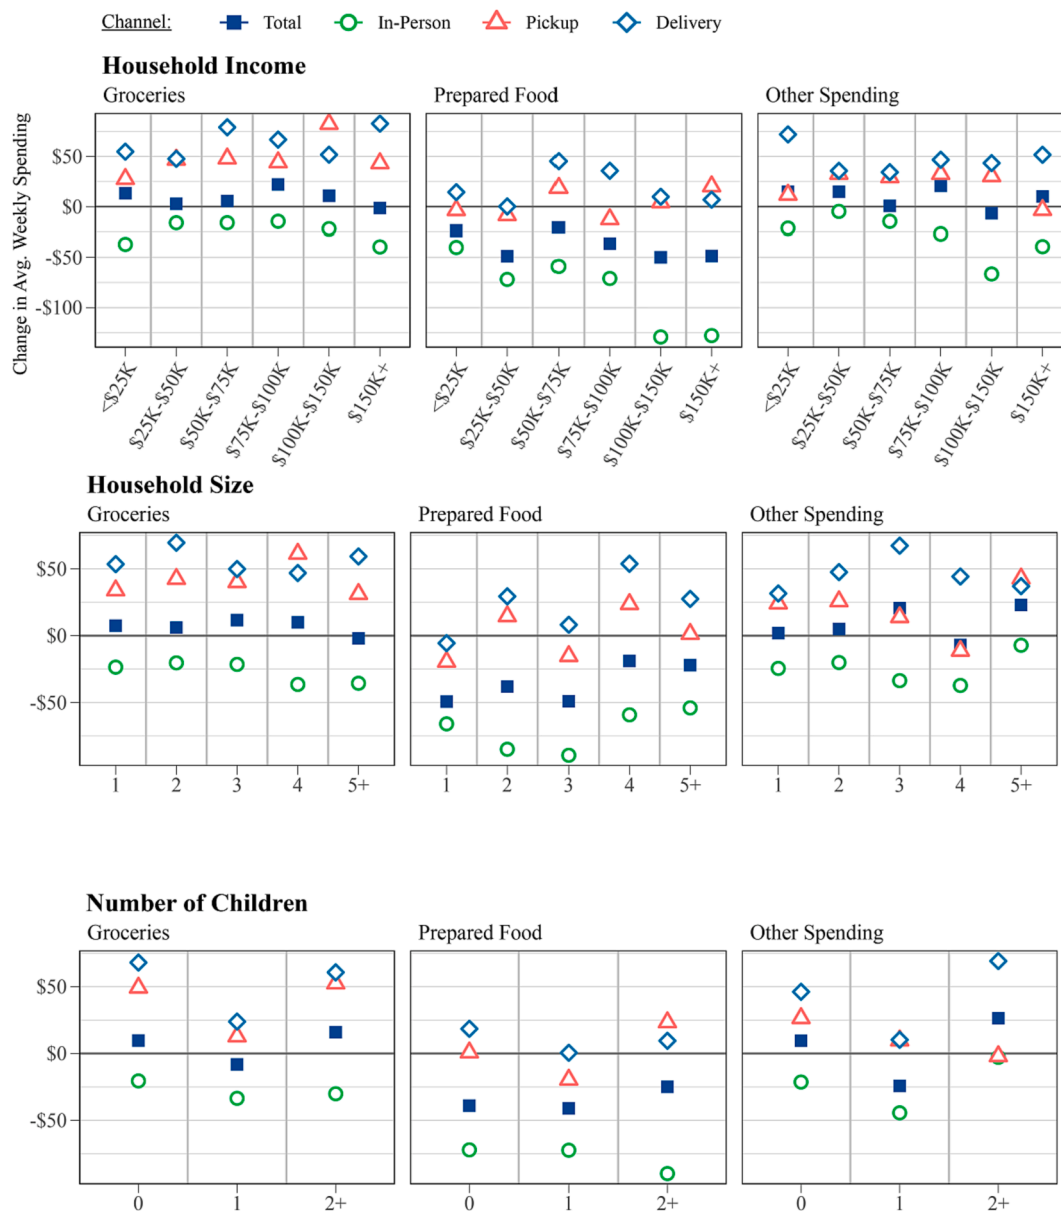 Channel: Total In-Person Pickup Delivery
Household Income
Groceries Prepared Food Other Spending
Change in Avg. Weekly Spending
$50
$0
-$50
-$100
<$25K $25K-$50K $50K-$75K $75K-$100K $100K-$150K $150K+ <$25K $25K-$50K $50K-$75K $75K-$100K $100K-$150K $150K+ <$25K $25K-$50K $50K-$75K $75K-$100K $100K-$150K $150K+
Household Size
Groceries Prepared Food Other Spending
$50
$0
-$50
1 2 3 4 5+ 1 2 3 4 5+ 1 2 3 4 5+
Number of Children
Groceries Prepared Food Other Spending
$50
$0
-$50
0 1 2+ 0 1 2+ 0 1 2+